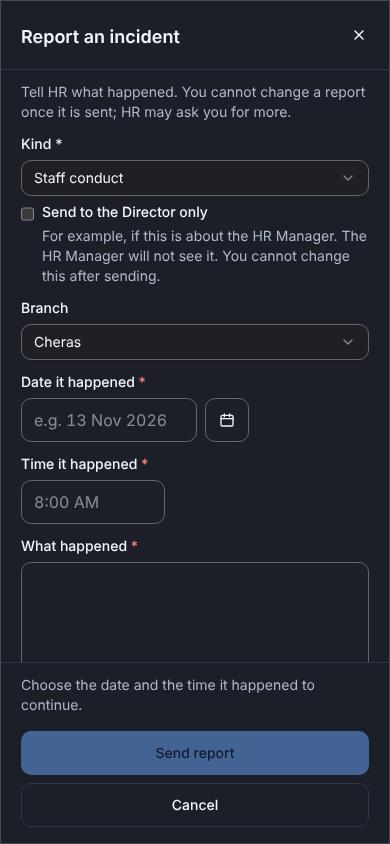 Report an incident
Tell HR what happened. You cannot change a report
once it is sent; HR may ask you for more.
Kind *
Staff conduct
Send to the Director only
For example, if this is about the HR Manager. The
HR Manager will not see it. You cannot change
this after sending.
Branch
Cheras
Date it happened *
e.g. 13 Nov 2026
Time it happened *
8:00 AM
What happened *
Choose the date and the time it happened to
continue.
Send report
Cancel